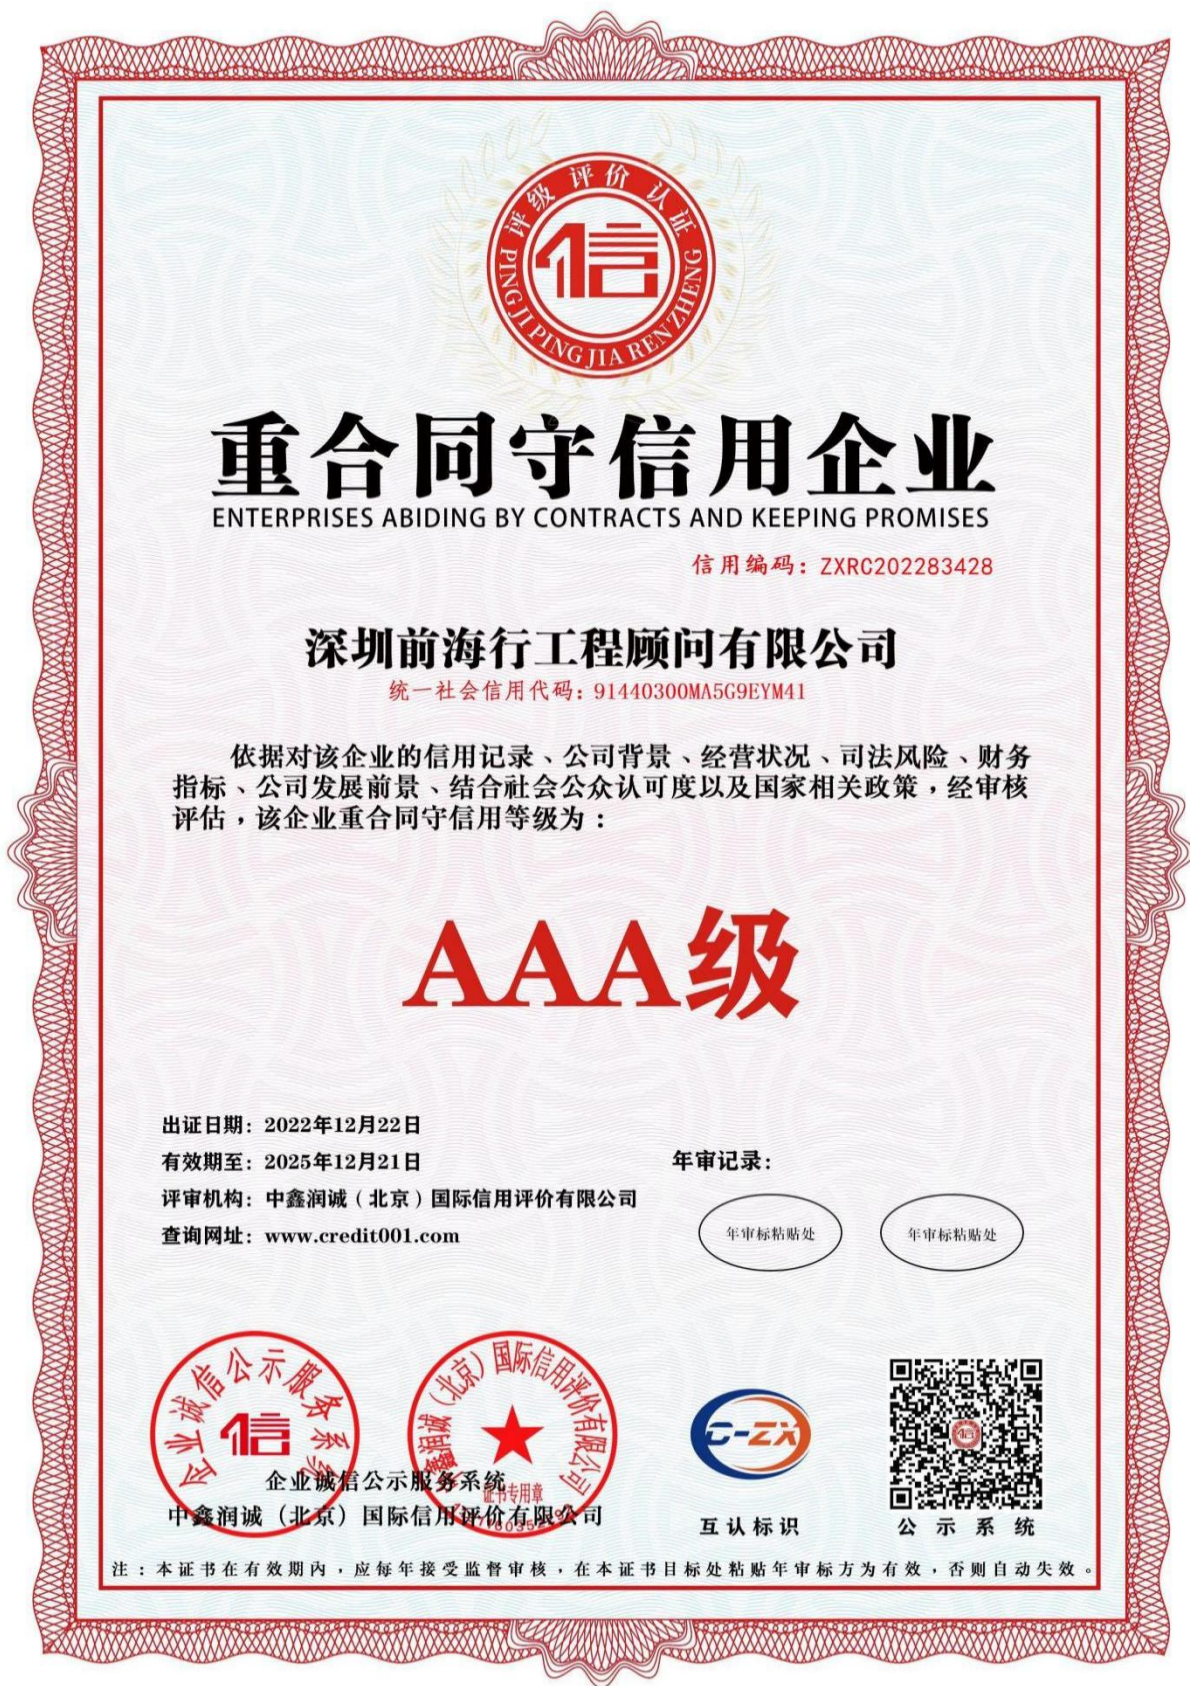 评级 评价 认证
PING JI PING JIA REN ZHENG
信
重合同守信用企业
ENTERPRISES ABIDING BY CONTRACTS AND KEEPING PROMISES
信用编码：ZXRC202283428
深圳前海行工程顾问有限公司
统一社会信用代码：91440300MA5G9EYM41
依据对该企业的信用记录、公司背景、经营状况、司法风险、财务
指标、公司发展前景、结合社会公众认可度以及国家相关政策，经审核
评估，该企业重合同守信用等级为：
AAA级
出证日期：2022年12月22日
有效期至：2025年12月21日
评审机构：中鑫润诚（北京）国际信用评价有限公司
查询网址：www.credit001.com
年审记录：
年审标粘贴处
年审标粘贴处
企业诚信公示服务系统
信
中鑫润诚（北京）国际信用评价有限公司
证书专用章
企业诚信公示服务系统
中鑫润诚（北京）国际信用评价有限公司
C-ZX
互认标识
信
公示系统
注：本证书在有效期内，应每年接受监督审核，在本证书目标处粘贴年审标方为有效，否则自动失效。